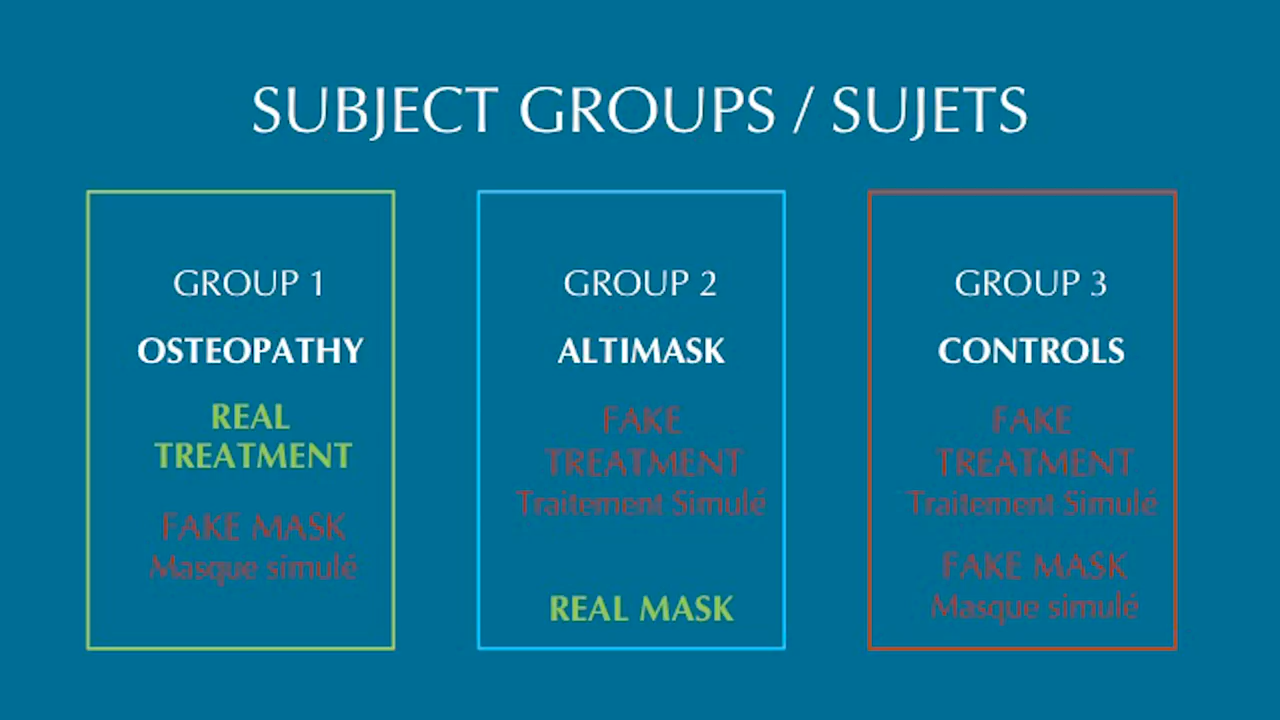 SUBJECT GROUPS / SUJETS
GROUP 1
OSTEOPATHY
REAL
TREATMENT
FAKE MASK
Masque simulé
GROUP 2
ALTIMASK
FAKE
TREATMENT
Traitement Simulé
REAL MASK
GROUP 3
CONTROLS
FAKE
TREATMENT
Traitement Simulé
FAKE MASK
Masque simulé